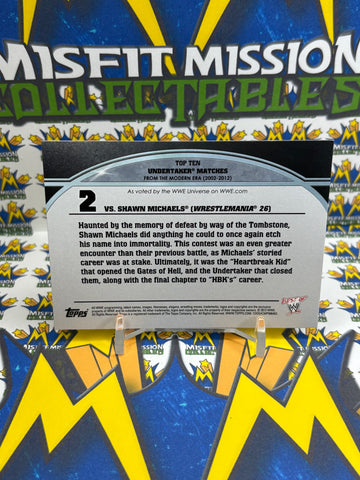 MISFIT MISSION
COLLECTABLES
TOP TEN
UNDERTAKER® MATCHES
FROM THE MODERN ERA (2002-2012)
As voted by the WWE Universe on WWE.com
2 VS. SHAWN MICHAELS® (WRESTLEMANIA® 26)
Haunted by the memory of defeat by way of the Tombstone,
Shawn Michaels did anything he could to once again etch
his name into immortality. This contest was an even greater
encounter than their previous battle, as Michaels' storied
career was at stake. Ultimately, it was the "Heartbreak Kid"
that opened the Gates of Hell, and the Undertaker that closed
them, along with the final chapter to "HBK's" career.
Topps
BEST OF
W